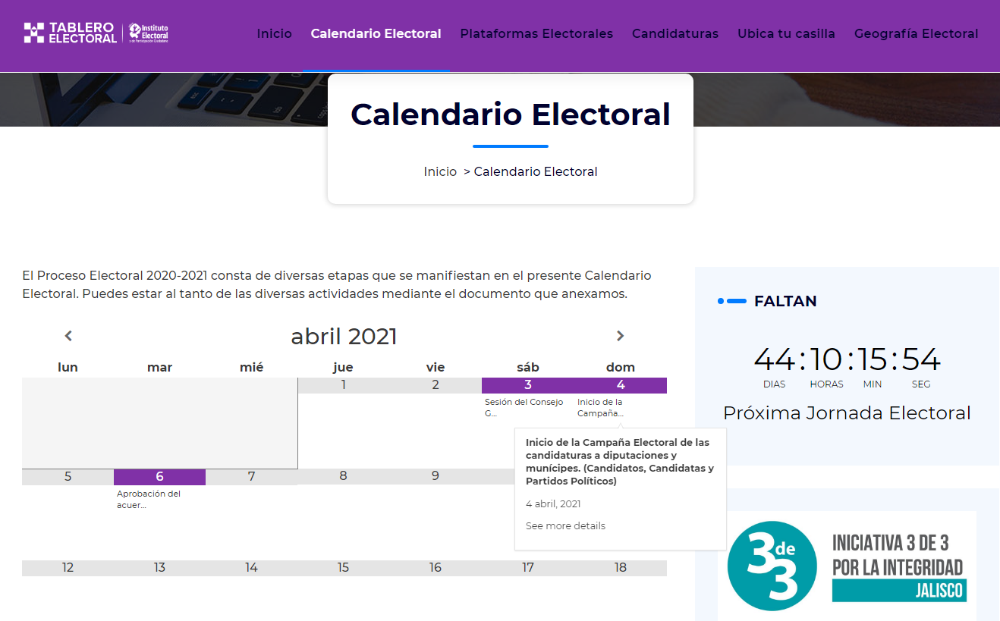 TABLERO
ELECTORAL
Instituto
Electoral
y de Participación Ciudadana
Inicio
Calendario Electoral
Plataformas Electorales
Candidaturas
Ubica tu casilla
Geografía Electoral
Calendario Electoral
Inicio > Calendario Electoral
El Proceso Electoral 2020-2021 consta de diversas etapas que se manifiestan en el presente Calendario
Electoral. Puedes estar al tanto de las diversas actividades mediante el documento que anexamos.
abril 2021
lun mar mié jue vie sáb dom
1 2 3 4
Sesión del Consejo
G...
Inicio de la
Campaña...
Inicio de la Campaña Electoral de las
candidaturas a diputaciones y
munícipes. (Candidatos, Candidatas y
Partidos Políticos)
4 abril, 2021
See more details
5 6 7 8 9
Aprobación del
acuer...
12 13 14 15 16 17 18
FALTAN
44:10:15:54
DIAS HORAS MIN SEG
Próxima Jornada Electoral
3 de 3
INICIATIVA 3 DE 3
POR LA INTEGRIDAD
JALISCO